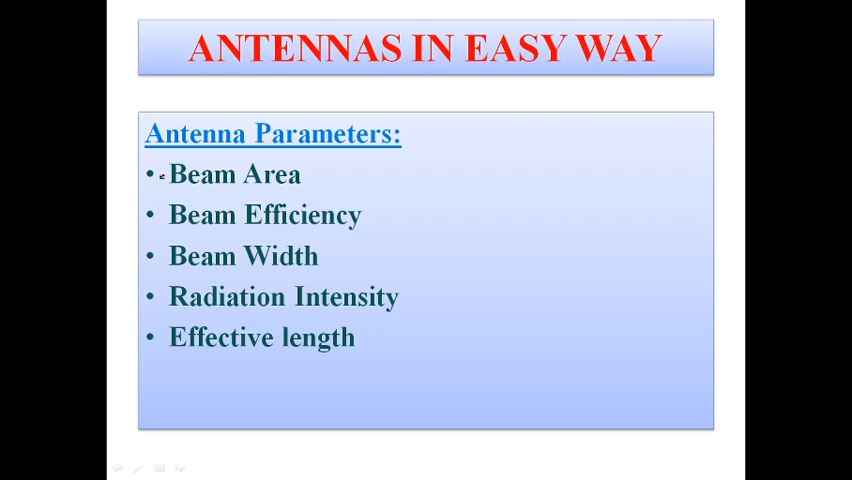 ANTENNAS IN EASY WAY
Antenna Parameters:
• Beam Area
• Beam Efficiency
• Beam Width
• Radiation Intensity
• Effective length